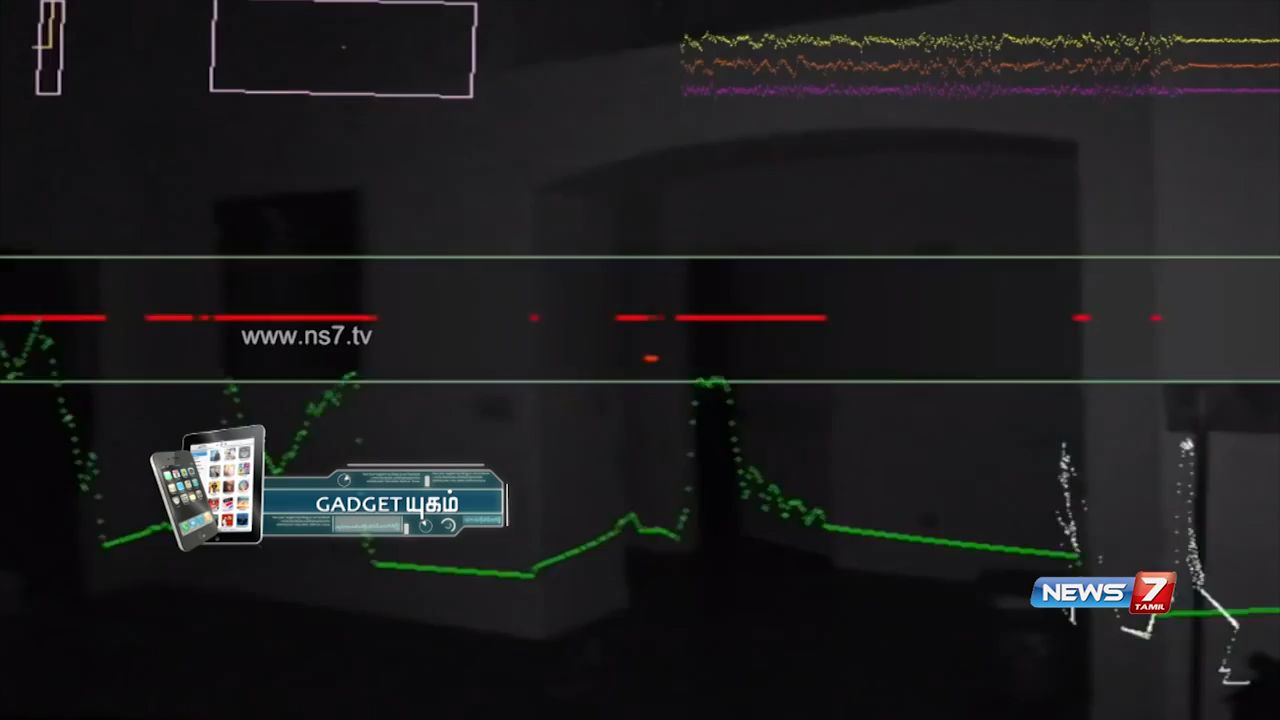 www.ns7.tv
GADGET யுகம்
NEWS 7
TAMIL